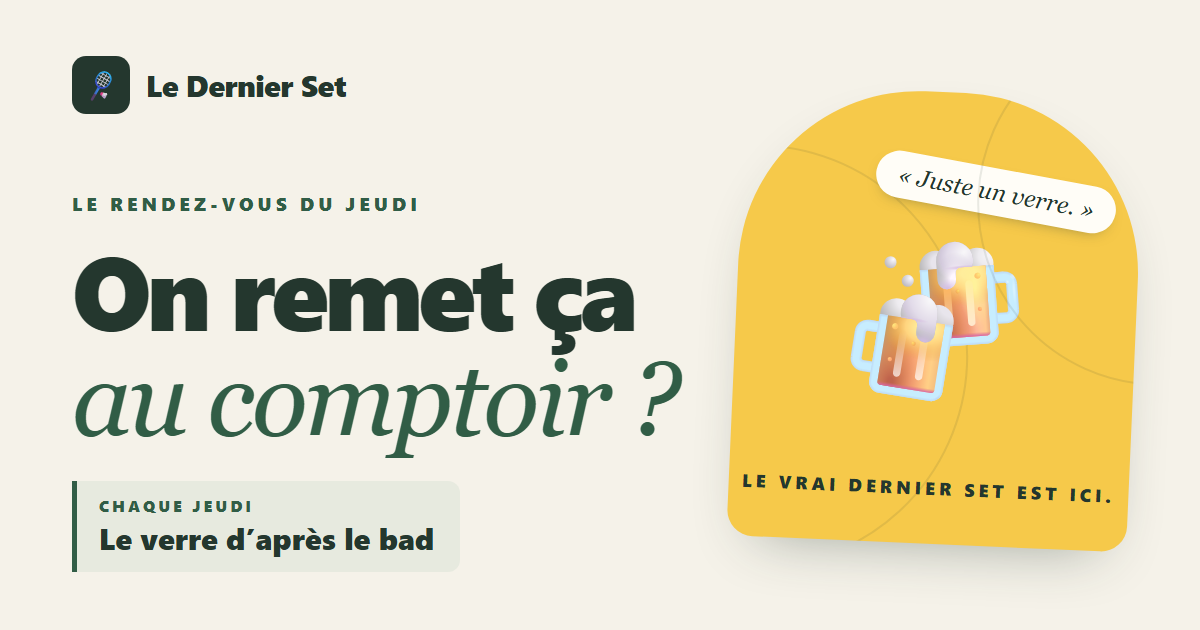 Le Dernier Set
LE RENDEZ-VOUS DU JEUDI
On remet ça
au comptoir ?
CHAQUE JEUDI
Le verre d’après le bad
« Juste un verre. »
LE VRAI DERNIER SET EST ICI.